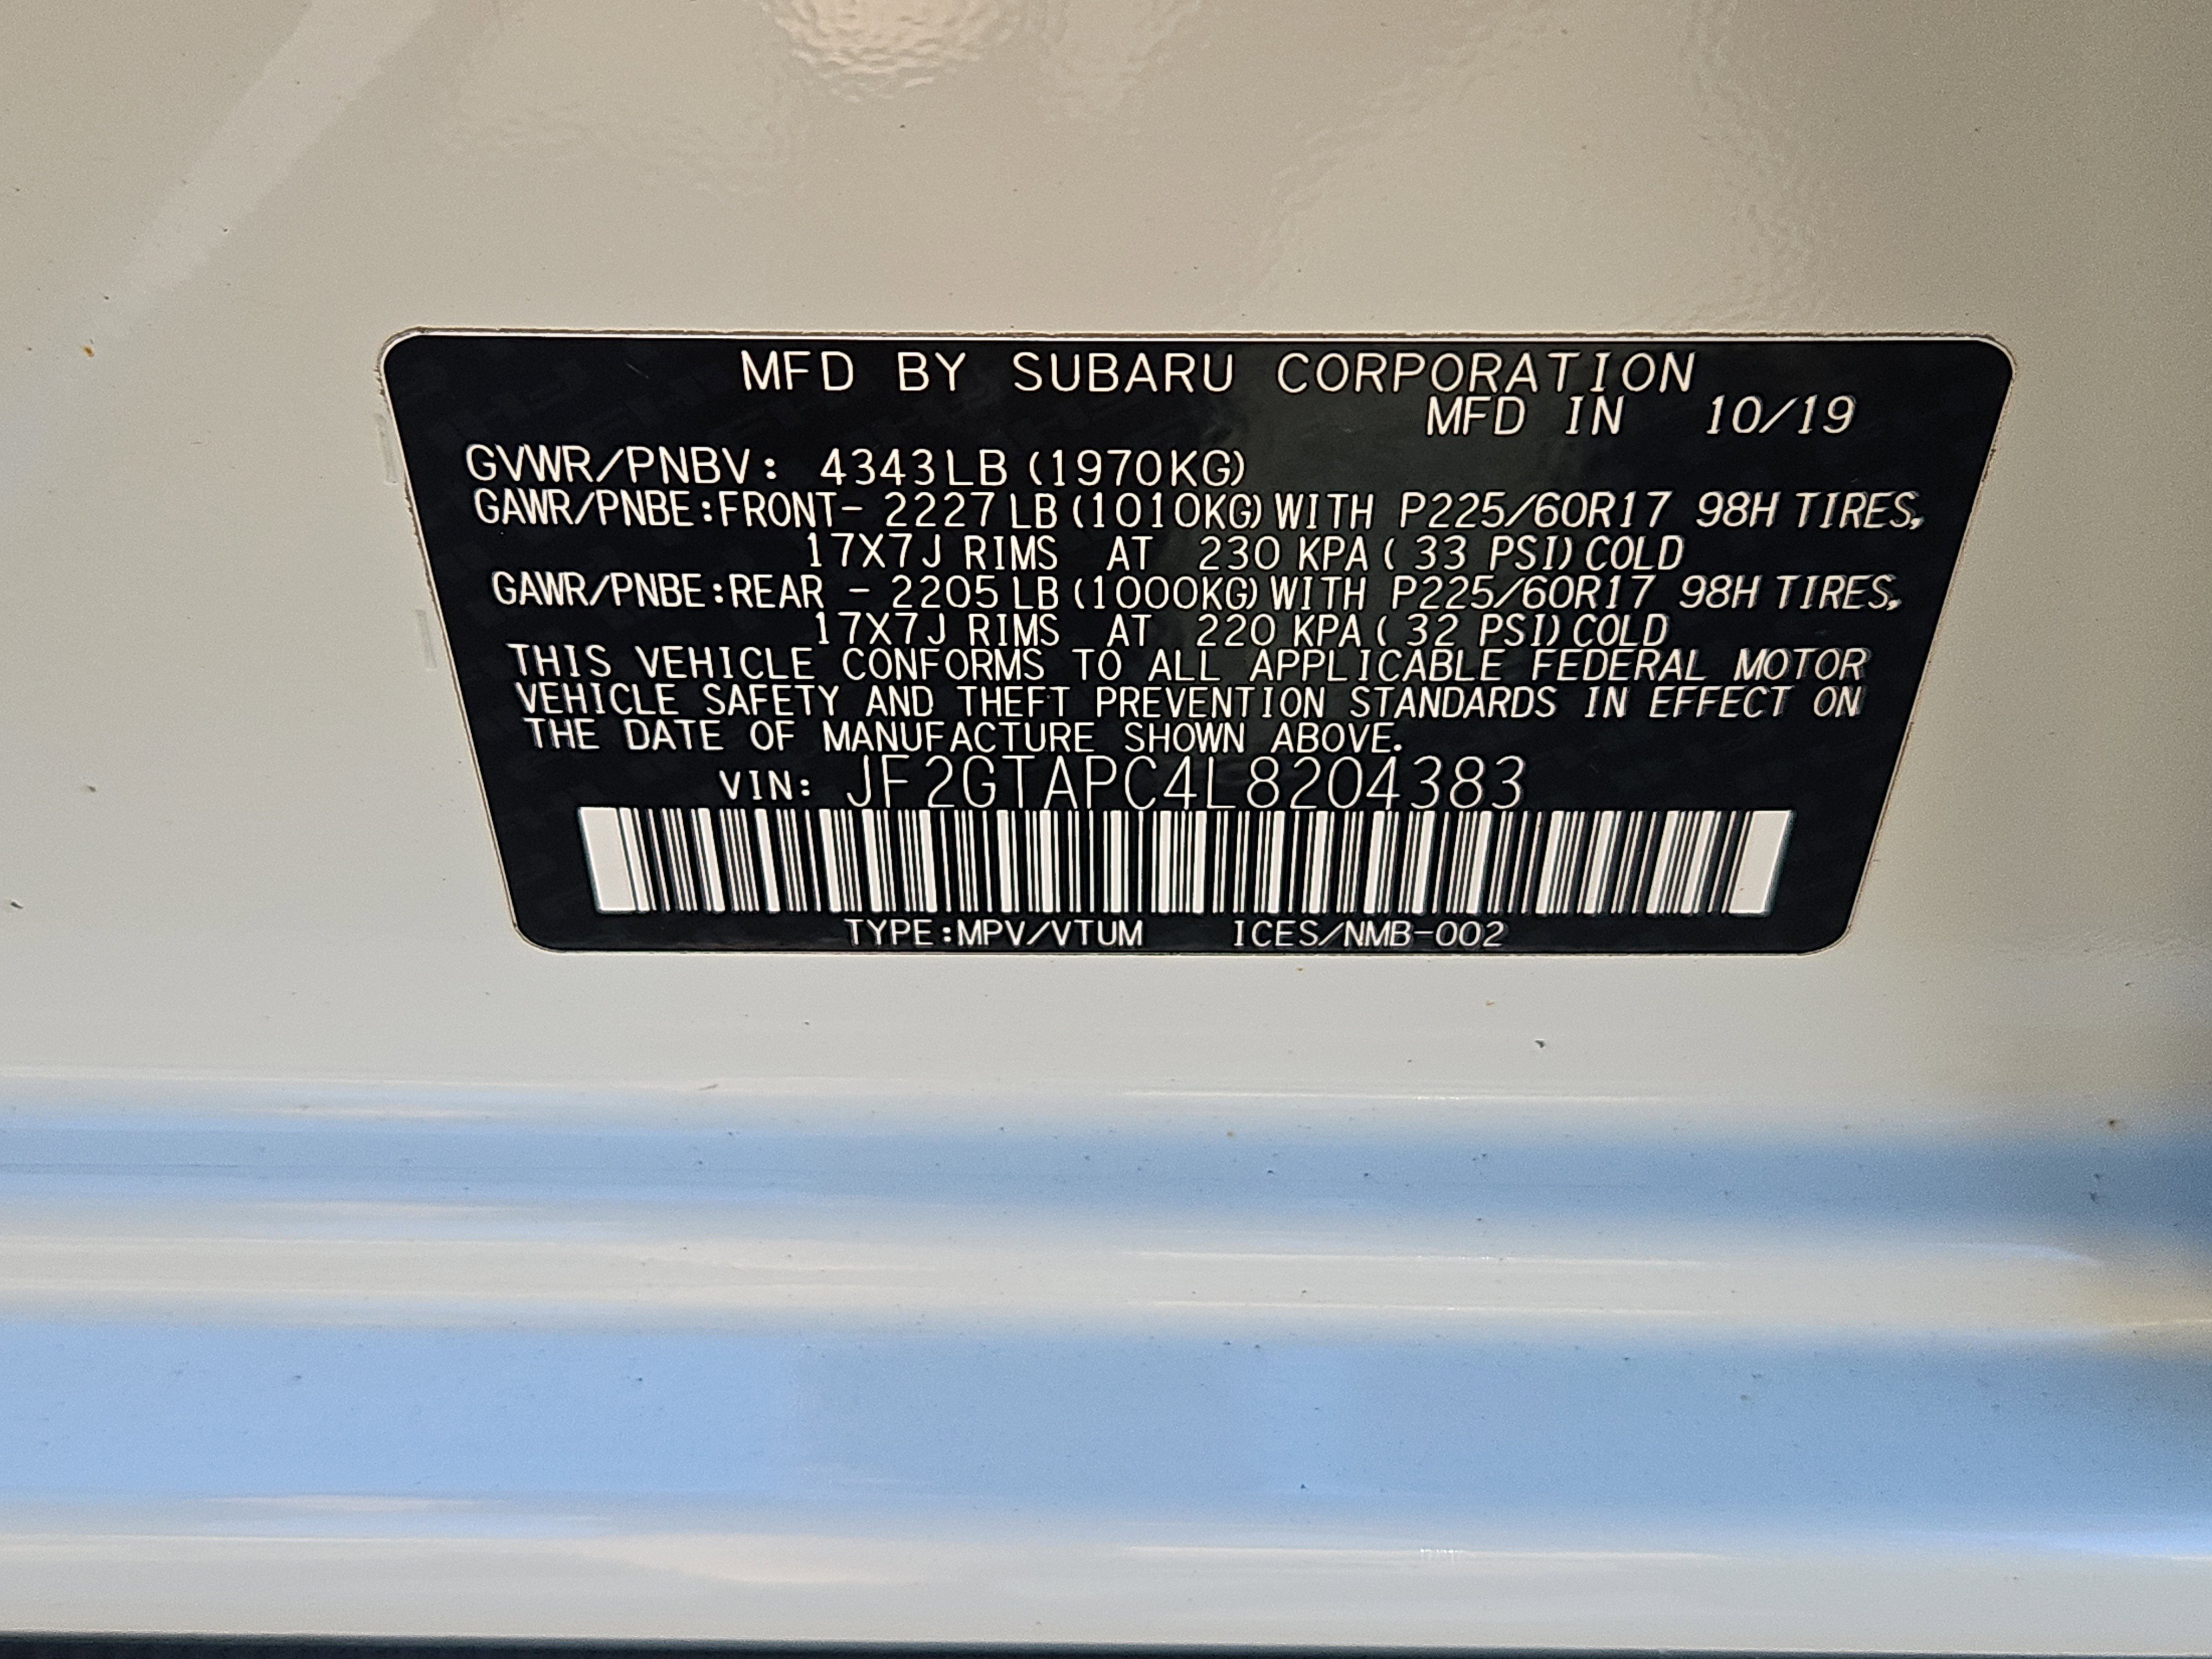 MFD BY SUBARU CORPORATION
MFD IN 10/19
GVWR/PNBV: 4343LB (1970KG)
GAWR/PNBE:FRONT- 2227LB (1010KG) WITH P225/60R17 98H TIRES,
17X7J RIMS AT 230 KPA ( 33 PSI) COLD
GAWR/PNBE:REAR - 2205LB (1000KG) WITH P225/60R17 98H TIRES,
17X7J RIMS AT 220 KPA ( 32 PSI) COLD
THIS VEHICLE CONFORMS TO ALL APPLICABLE FEDERAL MOTOR
VEHICLE SAFETY AND THEFT PREVENTION STANDARDS IN EFFECT ON
THE DATE OF MANUFACTURE SHOWN ABOVE.
VIN: JF2GTAPC4L8204383
TYPE:MPV/VTUM ICES/NMB-002